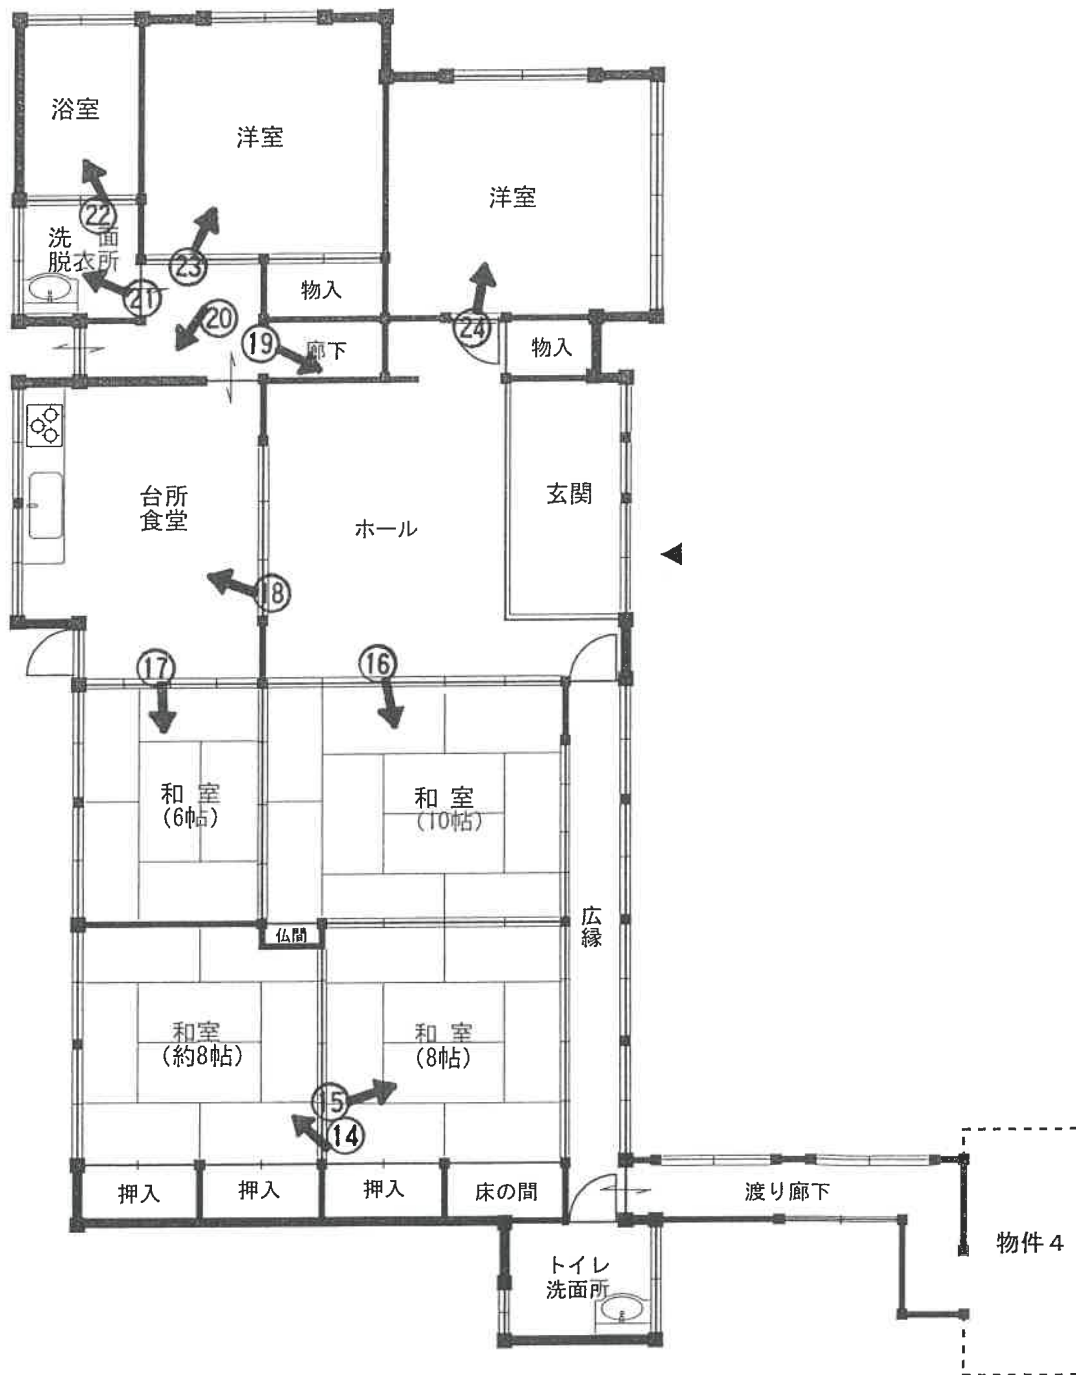 浴室
洋室
洋室
㉒
洗 面
脱衣所
㉓
㉑
物入
⑳
㉔
⑲
廊下
物入
台所
食堂
ホール
玄関
⑱
⑰
⑯
和 室
(6帖)
和 室
(10帖)
広
縁
仏間
和室
(約8帖)
和 室
(8帖)
⑮
⑭
押入
押入
押入
床の間
渡り廊下
物件4
トイレ
洗面所